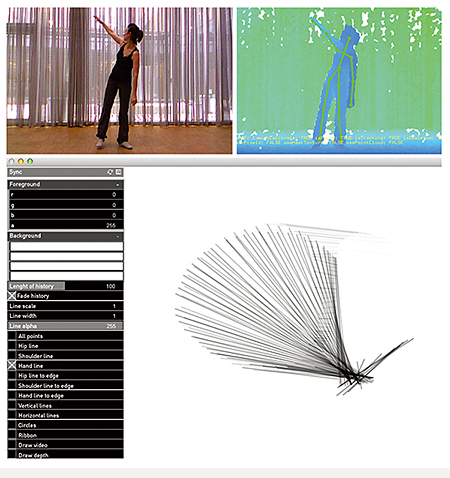 Sync
Foreground -
r 0
g 0
b 0
a 255
Background -
Lenght of history 100
Fade history
Line scale 1
Line width 1
Line alpha 255
All points
Hip line
Shoulder line
Hand line
Hip line to edge
Shoulder line to edge
Hand line to edge
Vertical lines
Horizontal lines
Circles
Ribbon
Draw video
Draw depth